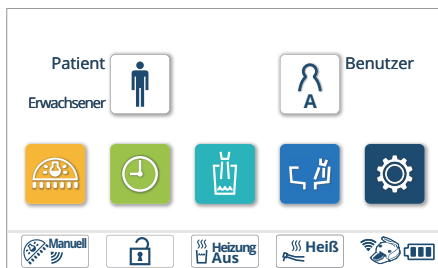 Patient
Benutzer
Erwachsener
A
Manuell
Heizung
Aus
Heiß